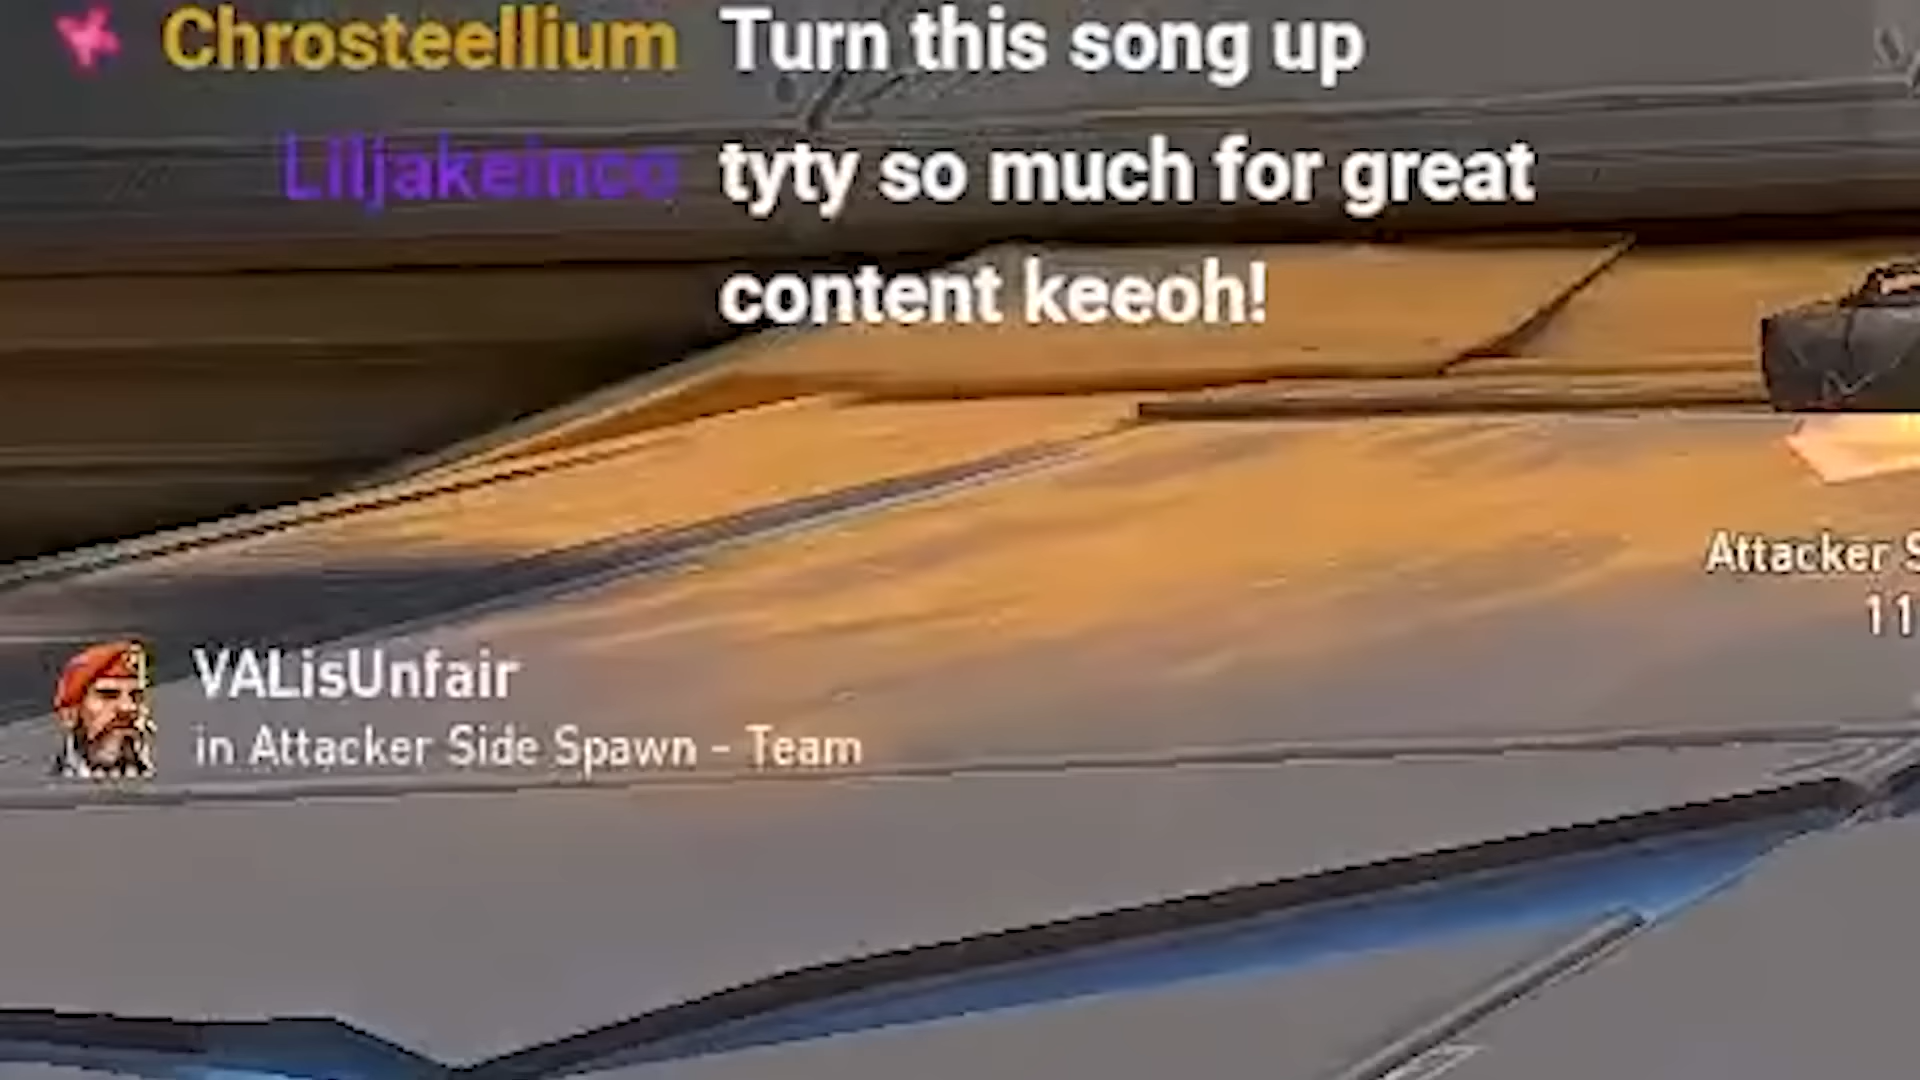 Chrosteellium Turn this song up
Liljakeinco tyty so much for great
content keeoh!
Attacker S
11
VALisUnfair
in Attacker Side Spawn - Team